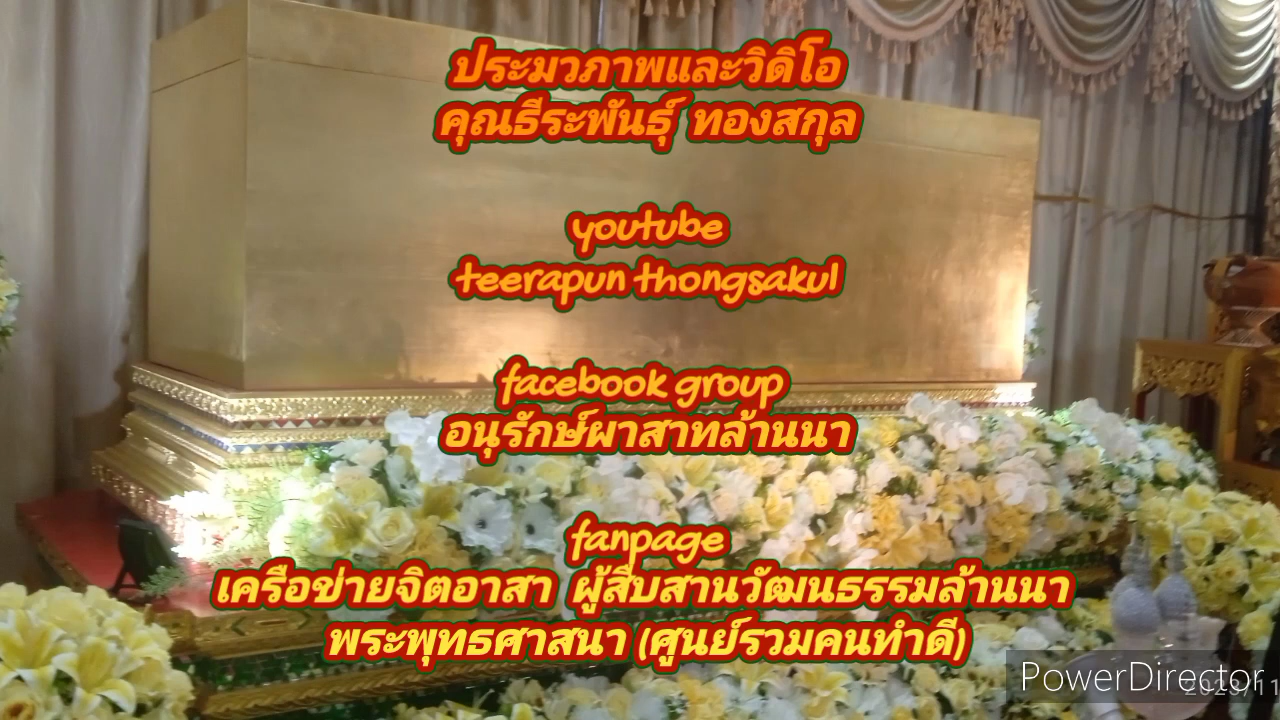 ประมวภาพและวิดิโอ
คุณธีระพันธุ์ ทองสกุล
youtube
teerapun thongsakul
facebook group
อนุรักษ์ผาสาทล้านนา
fanpage
เครือข่ายจิตอาสา ผู้สืบสานวัฒนธรรมล้านนา
พระพุทธศาสนา (ศูนย์รวมคนทำดี)
PowerDirector